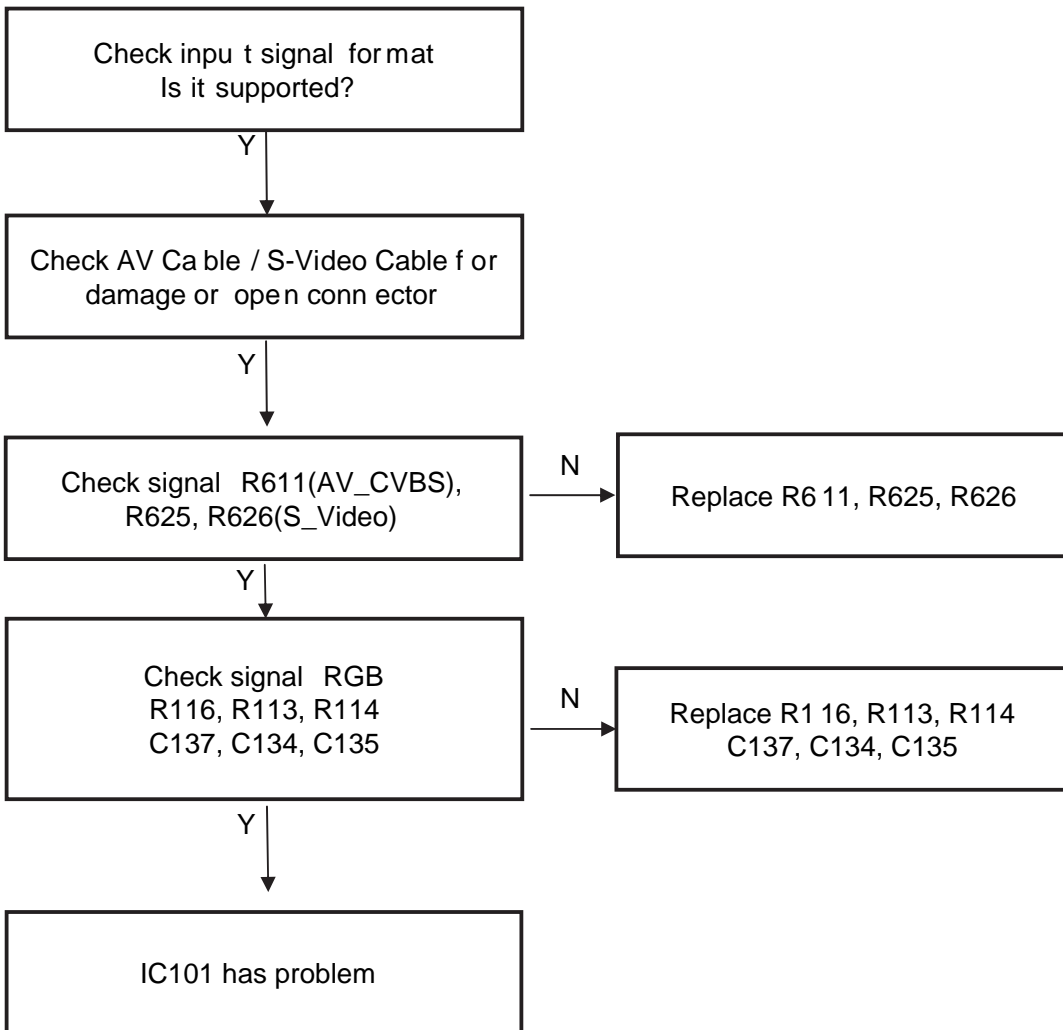 Check inpu t signal for mat
Is it supported?
Y
Check AV Ca ble / S-Video Cable f or
damage or open conn ector
Y
Check signal R611(AV_CVBS),
R625, R626(S_Video)
N
Replace R6 11, R625, R626
Y
Check signal RGB
R116, R113, R114
C137, C134, C135
N
Replace R1 16, R113, R114
C137, C134, C135
Y
IC101 has problem